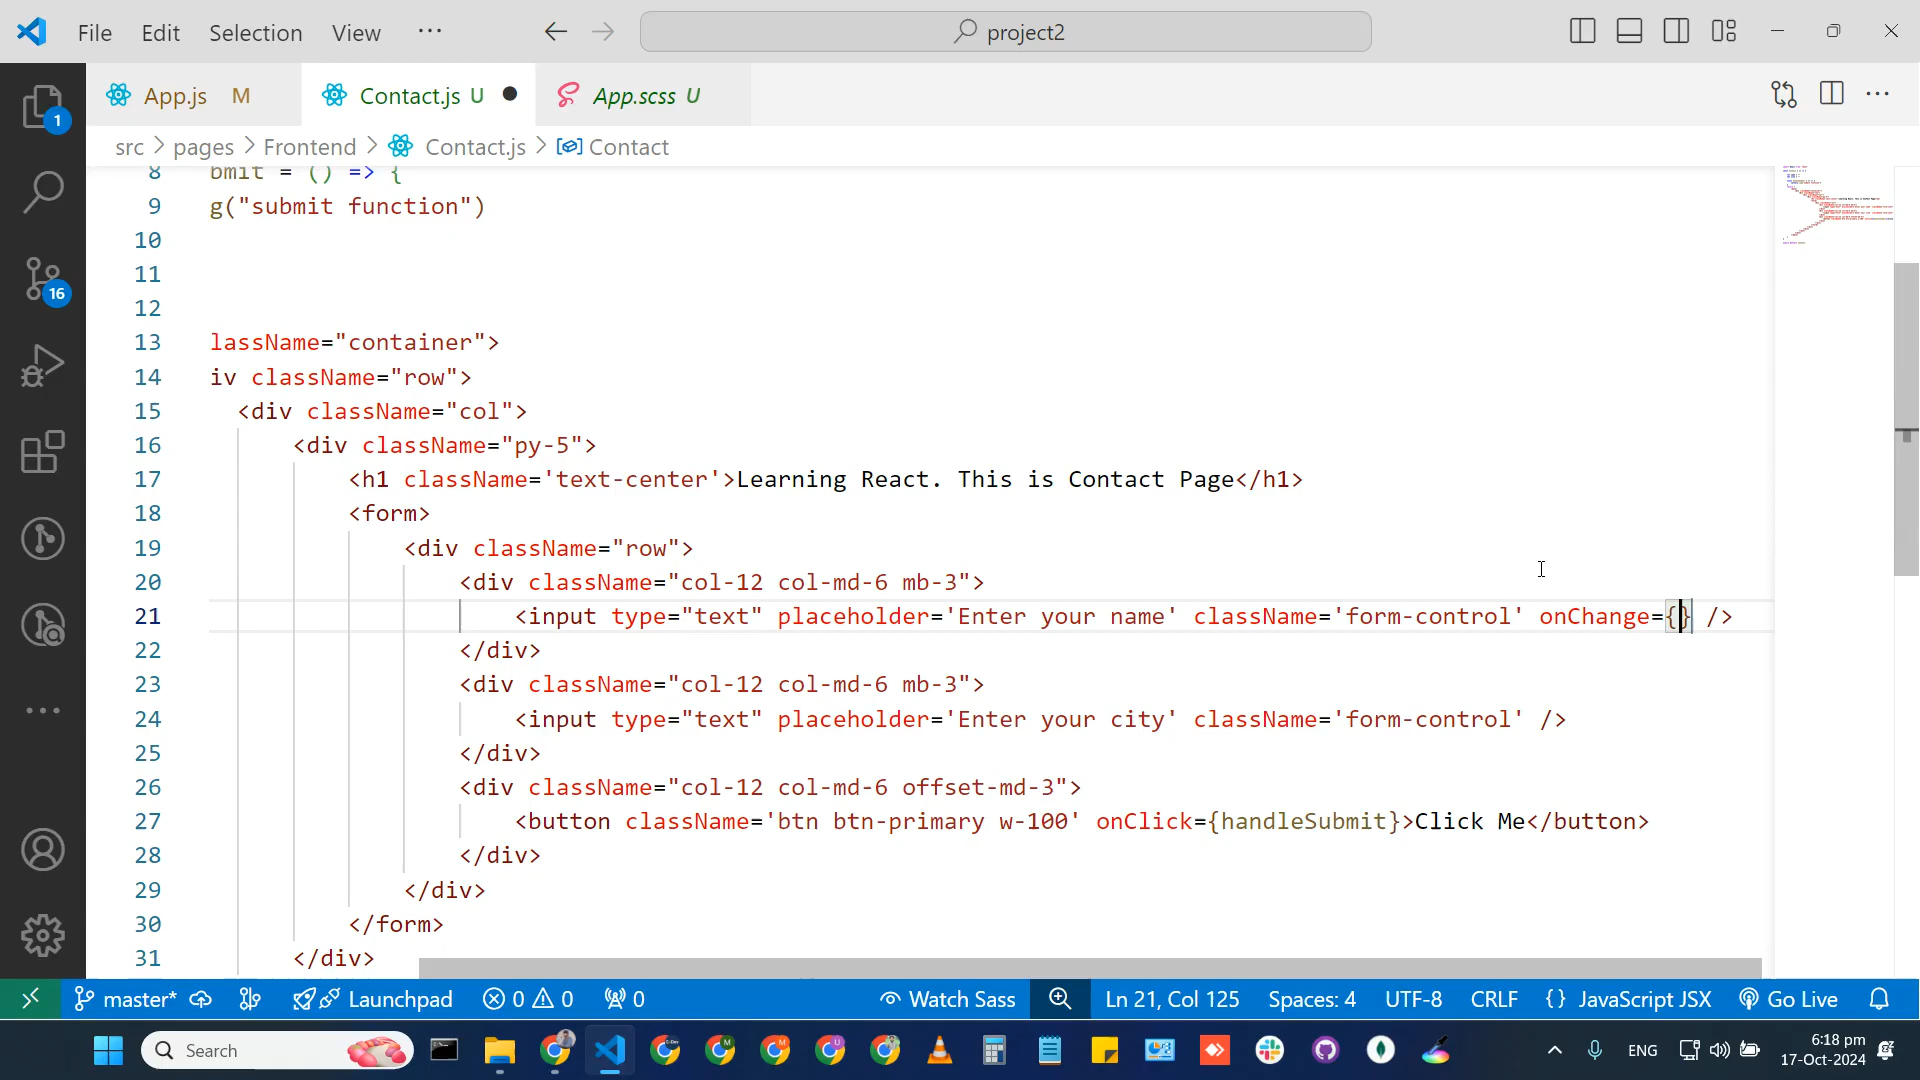 File Edit Selection View ··· project2
App.js M Contact.js U App.scss U
src > pages > Frontend > Contact.js > Contact
8 bmit = () => {
9 g("submit function")
10
11
12
13 lassName="container">
14 iv className="row">
15 <div className="col">
16 <div className="py-5">
17 <h1 className='text-center'>Learning React. This is Contact Page</h1>
18 <form>
19 <div className="row">
20 <div className="col-12 col-md-6 mb-3">
21 <input type="text" placeholder='Enter your name' className='form-control' onChange={} />
22 </div>
23 <div className="col-12 col-md-6 mb-3">
24 <input type="text" placeholder='Enter your city' className='form-control' />
25 </div>
26 <div className="col-12 col-md-6 offset-md-3">
27 <button className='btn btn-primary w-100' onClick={handleSubmit}>Click Me</button>
28 </div>
29 </div>
30 </form>
31 </div>
1
16
master* Launchpad 0 0 0 Watch Sass Ln 21, Col 125 Spaces: 4 UTF-8 CRLF {} JavaScript JSX Go Live
Search ENG 6:18 pm
17-Oct-2024